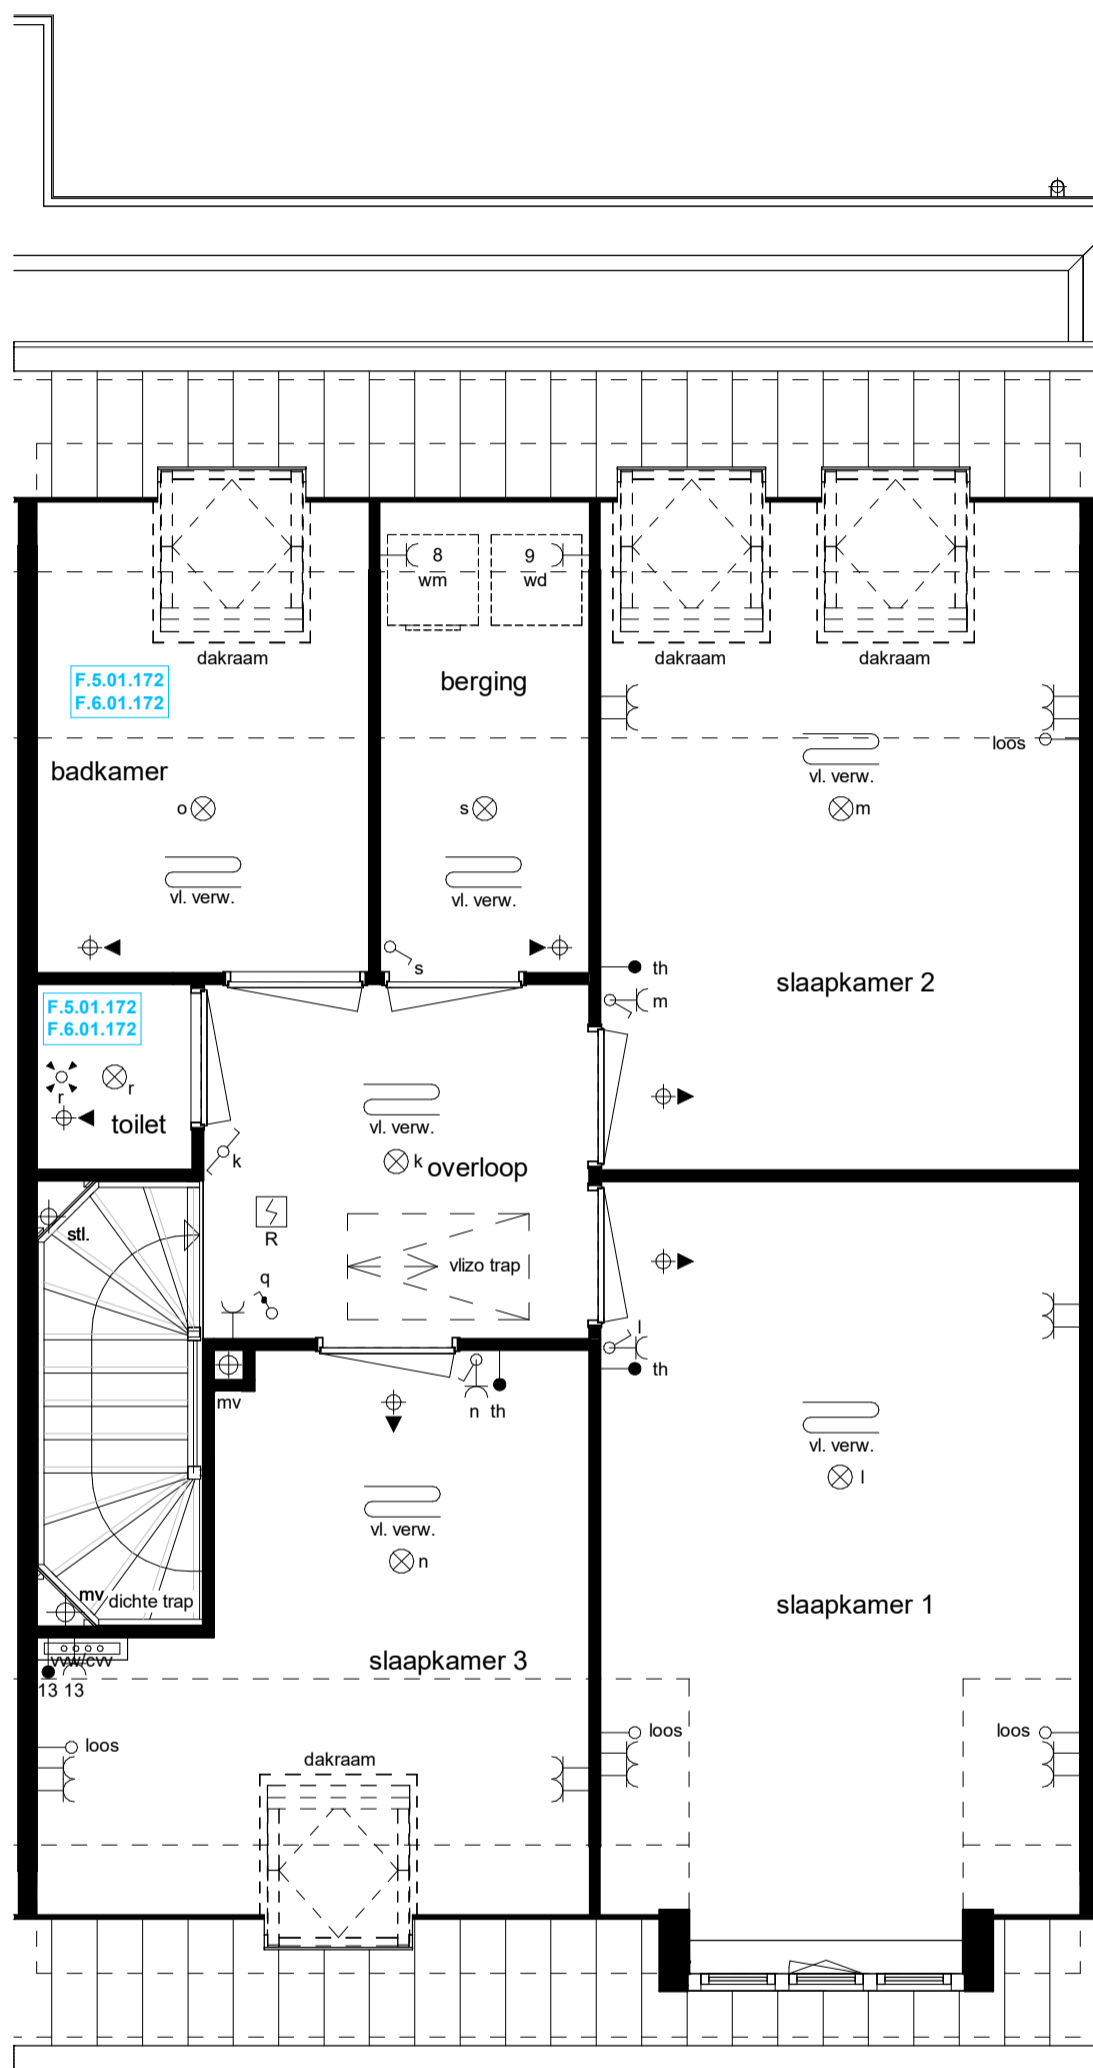 8
wm
9
wd
dakraam
dakraam
dakraam
F.5.01.172
F.6.01.172
berging
loos
badkamer
vl. verw.
o
s
m
vl. verw.
vl. verw.
s
th
slaapkamer 2
m
F.5.01.172
F.6.01.172
r
r
toilet
vl. verw.
k
k
overloop
stl.
R
vlizo trap
q
l
th
mv
n th
vl. verw.
l
vl. verw.
n
mv
dichte trap
slaapkamer 1
slaapkamer 3
vvw/cvv
13 13
loos
loos
loos
dakraam